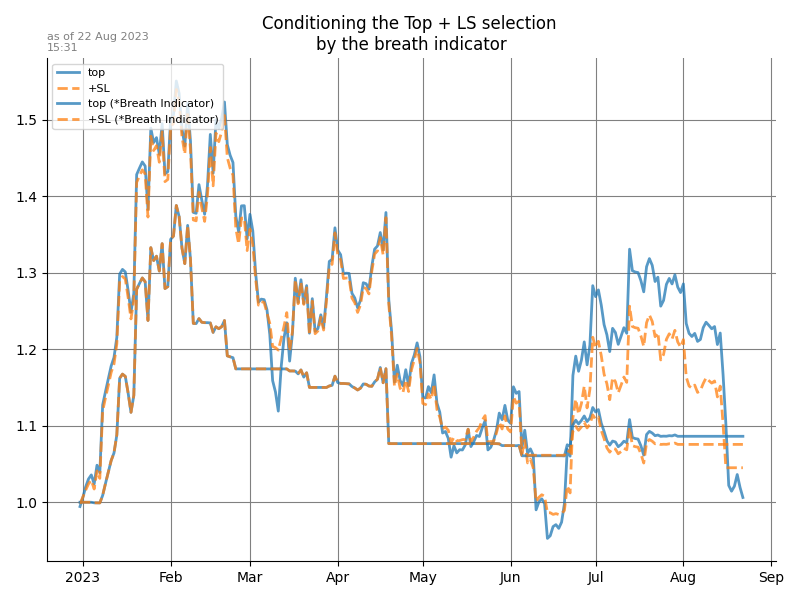 Conditioning the Top + LS selection
by the breath indicator
as of 22 Aug 2023
15:31
top
+SL
top (*Breath Indicator)
+SL (*Breath Indicator)
1.5
1.4
1.3
1.2
1.1
1.0
2023 Feb Mar Apr May Jun Jul Aug Sep